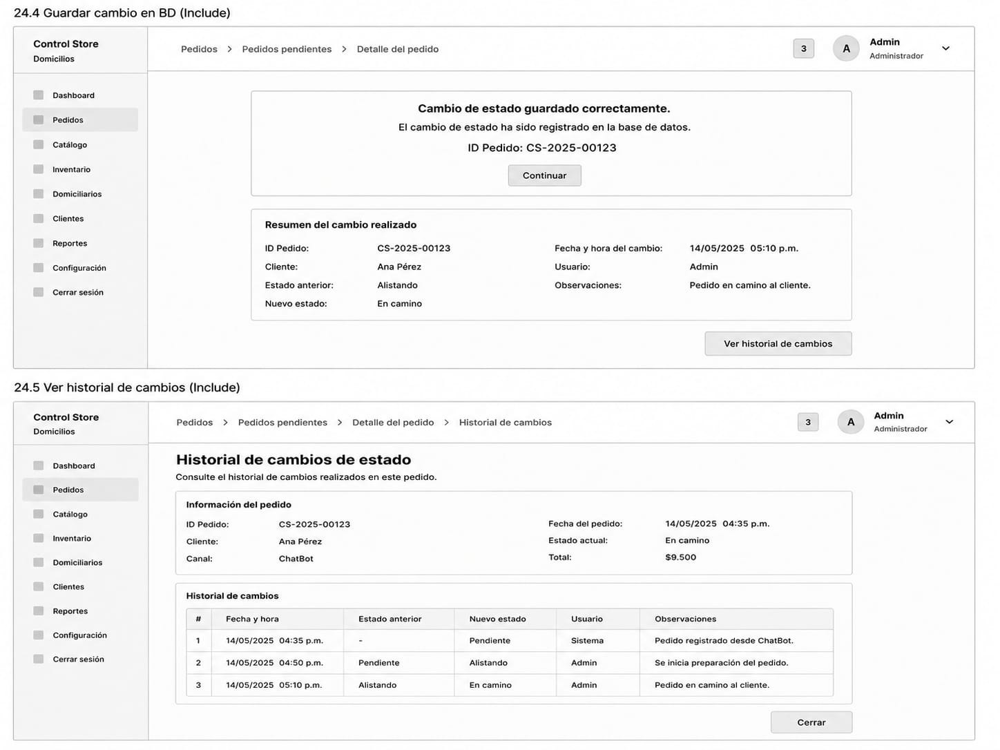 24.4 Guardar cambio en BD (Include)
Control Store
Domicilios
Pedidos > Pedidos pendientes > Detalle del pedido
3
A
Admin
Administrador
Dashboard
Pedidos
Catálogo
Inventario
Domiciliarios
Clientes
Reportes
Configuración
Cerrar sesión
Cambio de estado guardado correctamente.
El cambio de estado ha sido registrado en la base de datos.
ID Pedido: CS-2025-00123
Continuar
Resumen del cambio realizado
ID Pedido: CS-2025-00123 Fecha y hora del cambio: 14/05/2025 05:10 p.m.
Cliente: Ana Pérez Usuario: Admin
Estado anterior: Alistando Observaciones: Pedido en camino al cliente.
Nuevo estado: En camino
Ver historial de cambios
24.5 Ver historial de cambios (Include)
Control Store
Domicilios
Pedidos > Pedidos pendientes > Detalle del pedido > Historial de cambios
3
A
Admin
Administrador
Dashboard
Pedidos
Catálogo
Inventario
Domiciliarios
Clientes
Reportes
Configuración
Cerrar sesión
Historial de cambios de estado
Consulte el historial de cambios realizados en este pedido.
Información del pedido
ID Pedido: CS-2025-00123 Fecha del pedido: 14/05/2025 04:35 p.m.
Cliente: Ana Pérez Estado actual: En camino
Canal: ChatBot Total: $9.500
Historial de cambios
# Fecha y hora Estado anterior Nuevo estado Usuario Observaciones
1 14/05/2025 04:35 p.m. - Pendiente Sistema Pedido registrado desde ChatBot.
2 14/05/2025 04:50 p.m. Pendiente Alistando Admin Se inicia preparación del pedido.
3 14/05/2025 05:10 p.m. Alistando En camino Admin Pedido en camino al cliente.
Cerrar